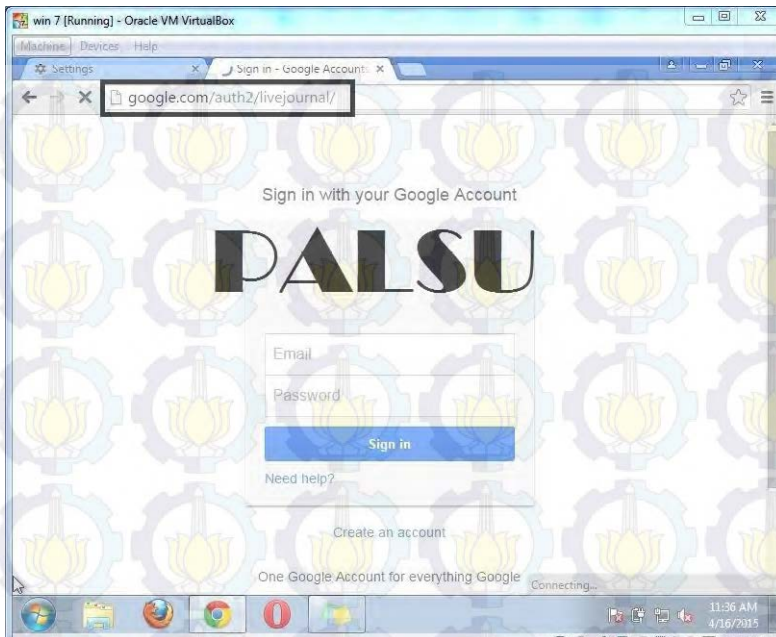 win 7 [Running] - Oracle VM VirtualBox
Machine Devices Help
Settings
Sign in - Google Accounts
google.com/auth2/livejournal/
Sign in with your Google Account
PALSU
Email
Password
Sign in
Need help?
Create an account
One Google Account for everything Google
Connecting...
11:36 AM
4/16/2015